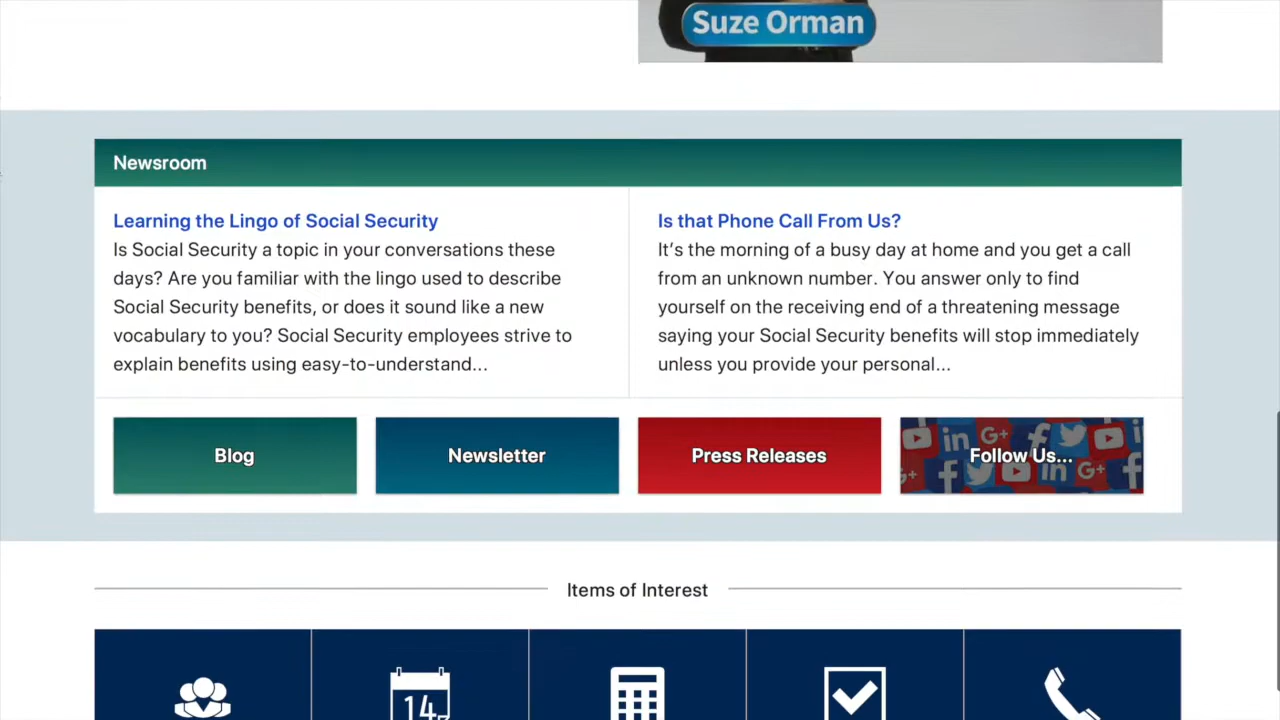 Suze Orman
Newsroom
Learning the Lingo of Social Security
Is Social Security a topic in your conversations these
days? Are you familiar with the lingo used to describe
Social Security benefits, or does it sound like a new
vocabulary to you? Social Security employees strive to
explain benefits using easy-to-understand...
Is that Phone Call From Us?
It’s the morning of a busy day at home and you get a call
from an unknown number. You answer only to find
yourself on the receiving end of a threatening message
saying your Social Security benefits will stop immediately
unless you provide your personal...
Blog
Newsletter
Press Releases
Follow Us...
Items of Interest
14